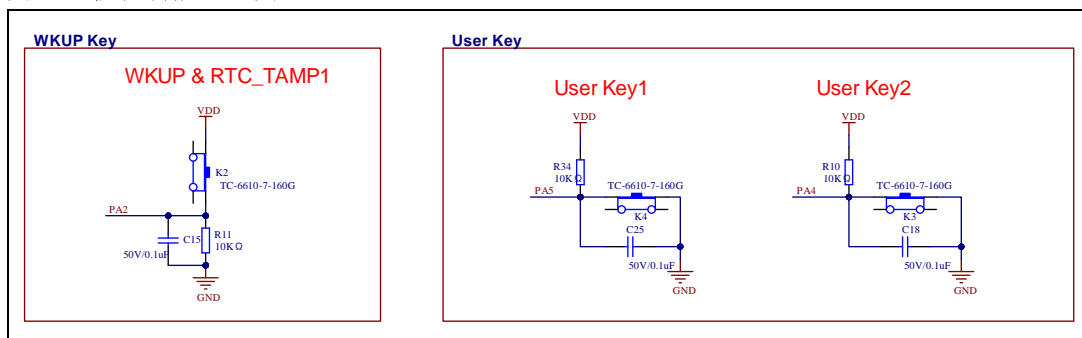 WKUP Key
WKUP & RTC_TAMP1
VDD
K2
TC-6610-7-160G
PA2
C15
R11
10KΩ
50V/0.1uF
GND
User Key
User Key1
VDD
R34
10KΩ
TC-6610-7-160G
PA5
K4
C25
50V/0.1uF
GND
User Key2
VDD
R10
10KΩ
TC-6610-7-160G
PA4
K3
C18
50V/0.1uF
GND